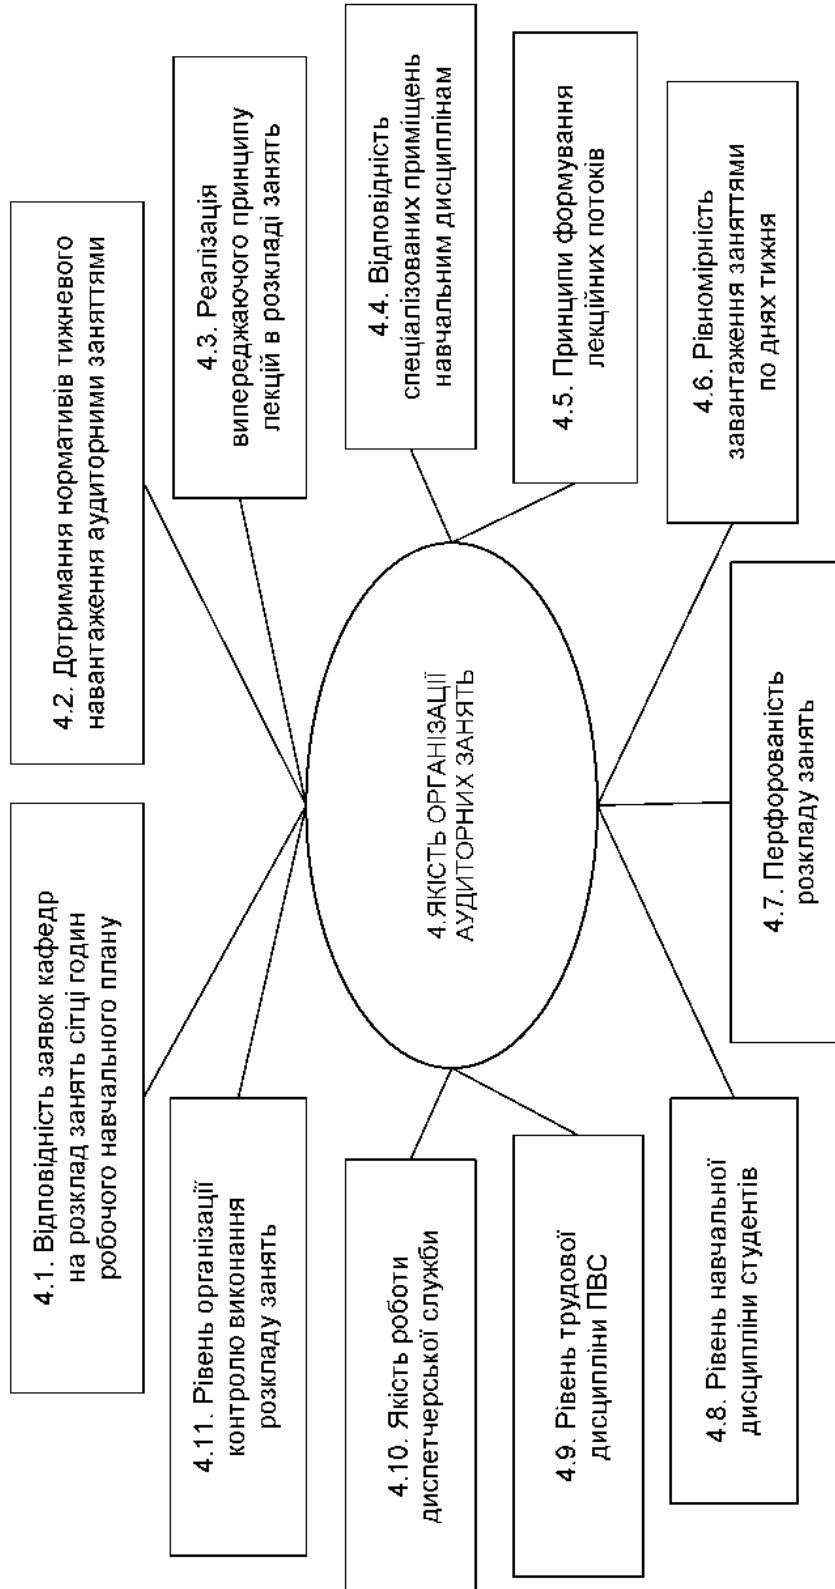 4.1. Відповідність заявок кафедр
на розклад занять сітці годин
робочого навчального плану
4.2. Дотримання нормативів тижневого
навантаження аудиторними заняттями
4.3. Реалізація
випереджаючого принципу
лекцій в розкладі занять
4.4. Відповідність
спеціалізованих приміщень
навчальним дисциплінам
4.5. Принципи формування
лекційних потоків
4.6. Рівномірність
завантаження заняттями
по днях тижня
4.7. Перфорованість
розкладу занять
4.8. Рівень навчальної
дисципліни студентів
4.9. Рівень трудової
дисципліни ПВС
4.10. Якість роботи
диспетчерської служби
4.11. Рівень організації
контролю виконання
розкладу занять
4.ЯКІСТЬ ОРГАНІЗАЦІЇ
АУДИТОРНИХ ЗАНЯТЬ